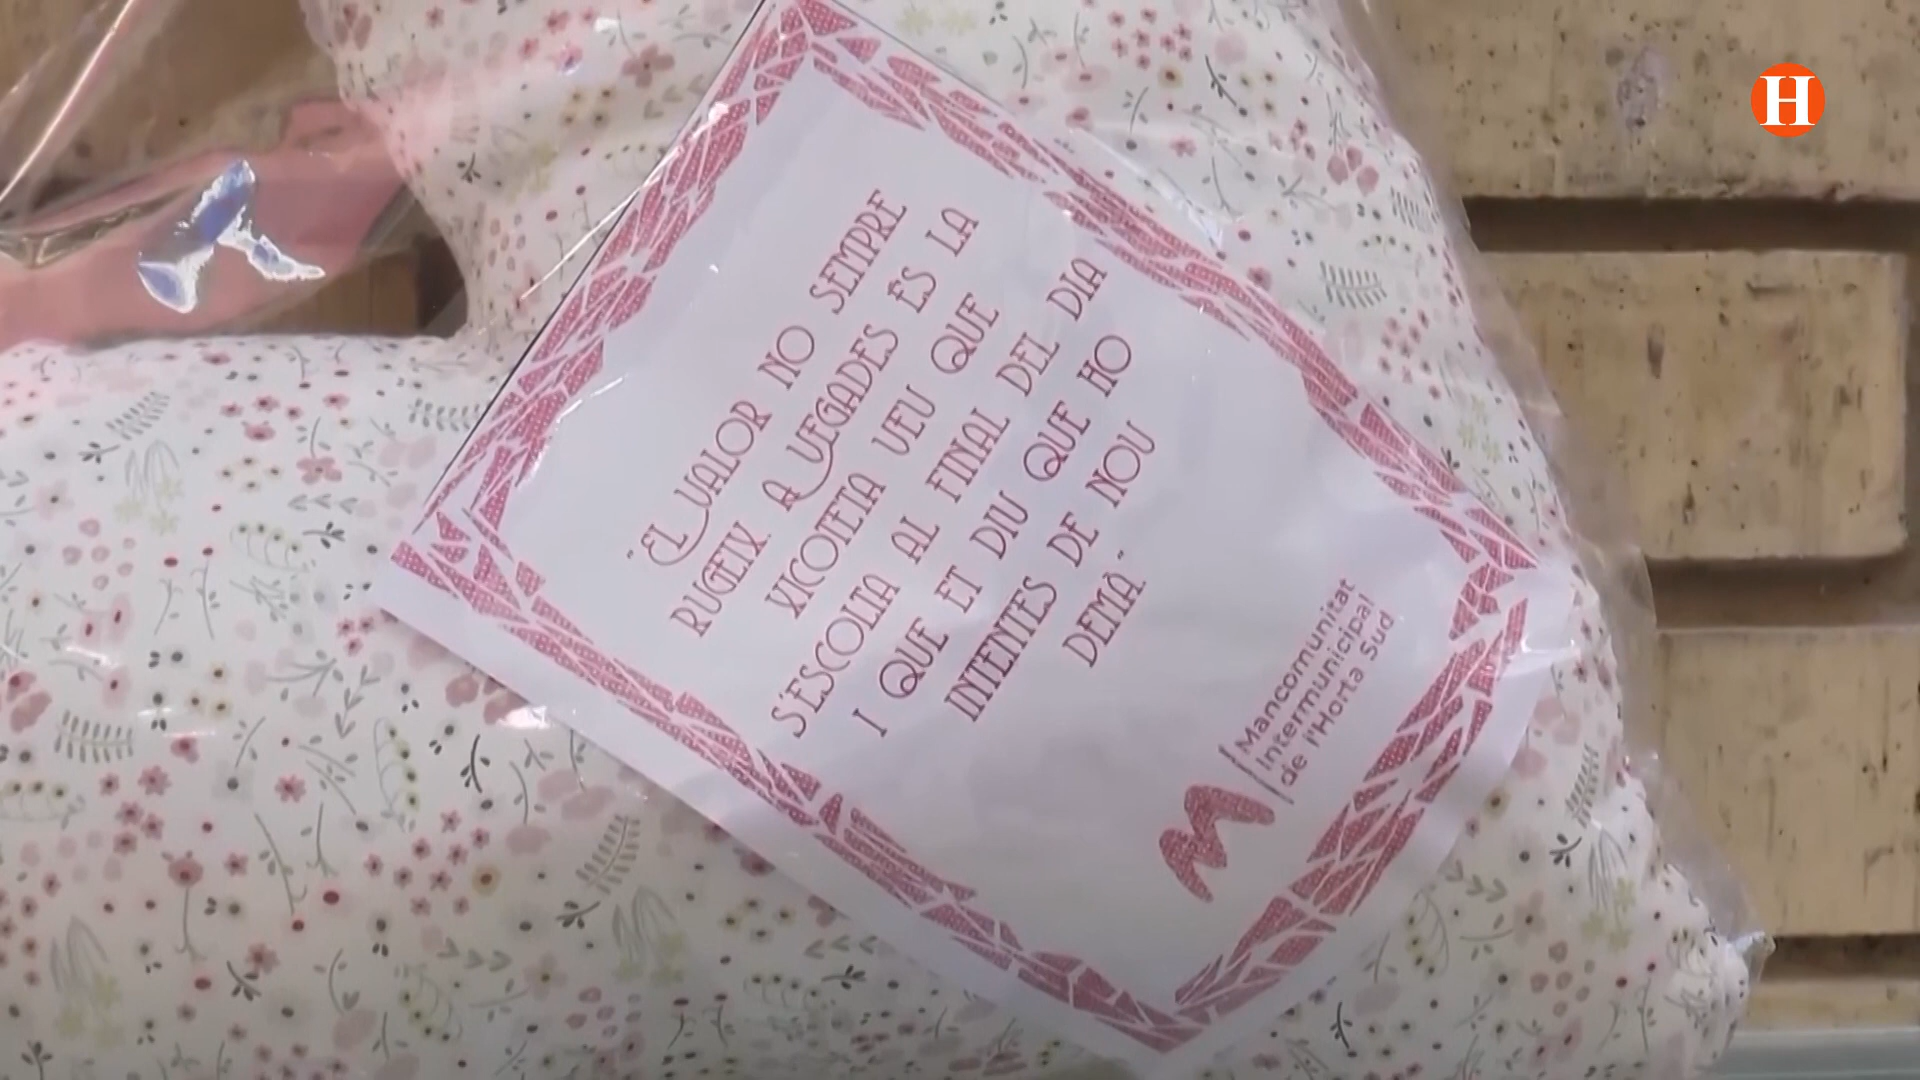 "EL VALOR NO SEMPRE
RUGEIX. A VEGADES ÉS LA
XICOTETA VEU QUE
S'ESCOLTA AL FINAL DEL DIA
I QUE ET DIU QUE HO
INTENTES DE NOU
DEMÀ."
Mancomunitat
Intermunicipal
de l'Horta Sud
H